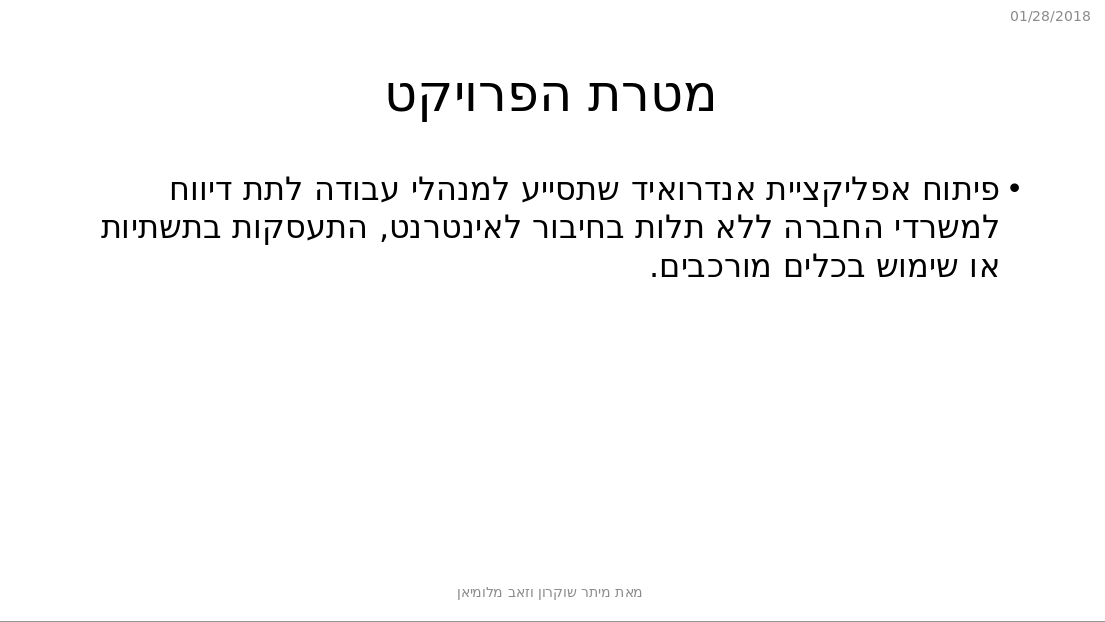 01/28/2018
מטרת הפרויקט
• פיתוח אפליקציית אנדרואיד שתסייע למנהלי עבודה לתת דיווח
למשרדי החברה ללא תלות בחיבור לאינטרנט, התעסקות בתשתיות
או שימוש בכלים מורכבים.
מאת מיתר שוקרון וזאב מלומיאן